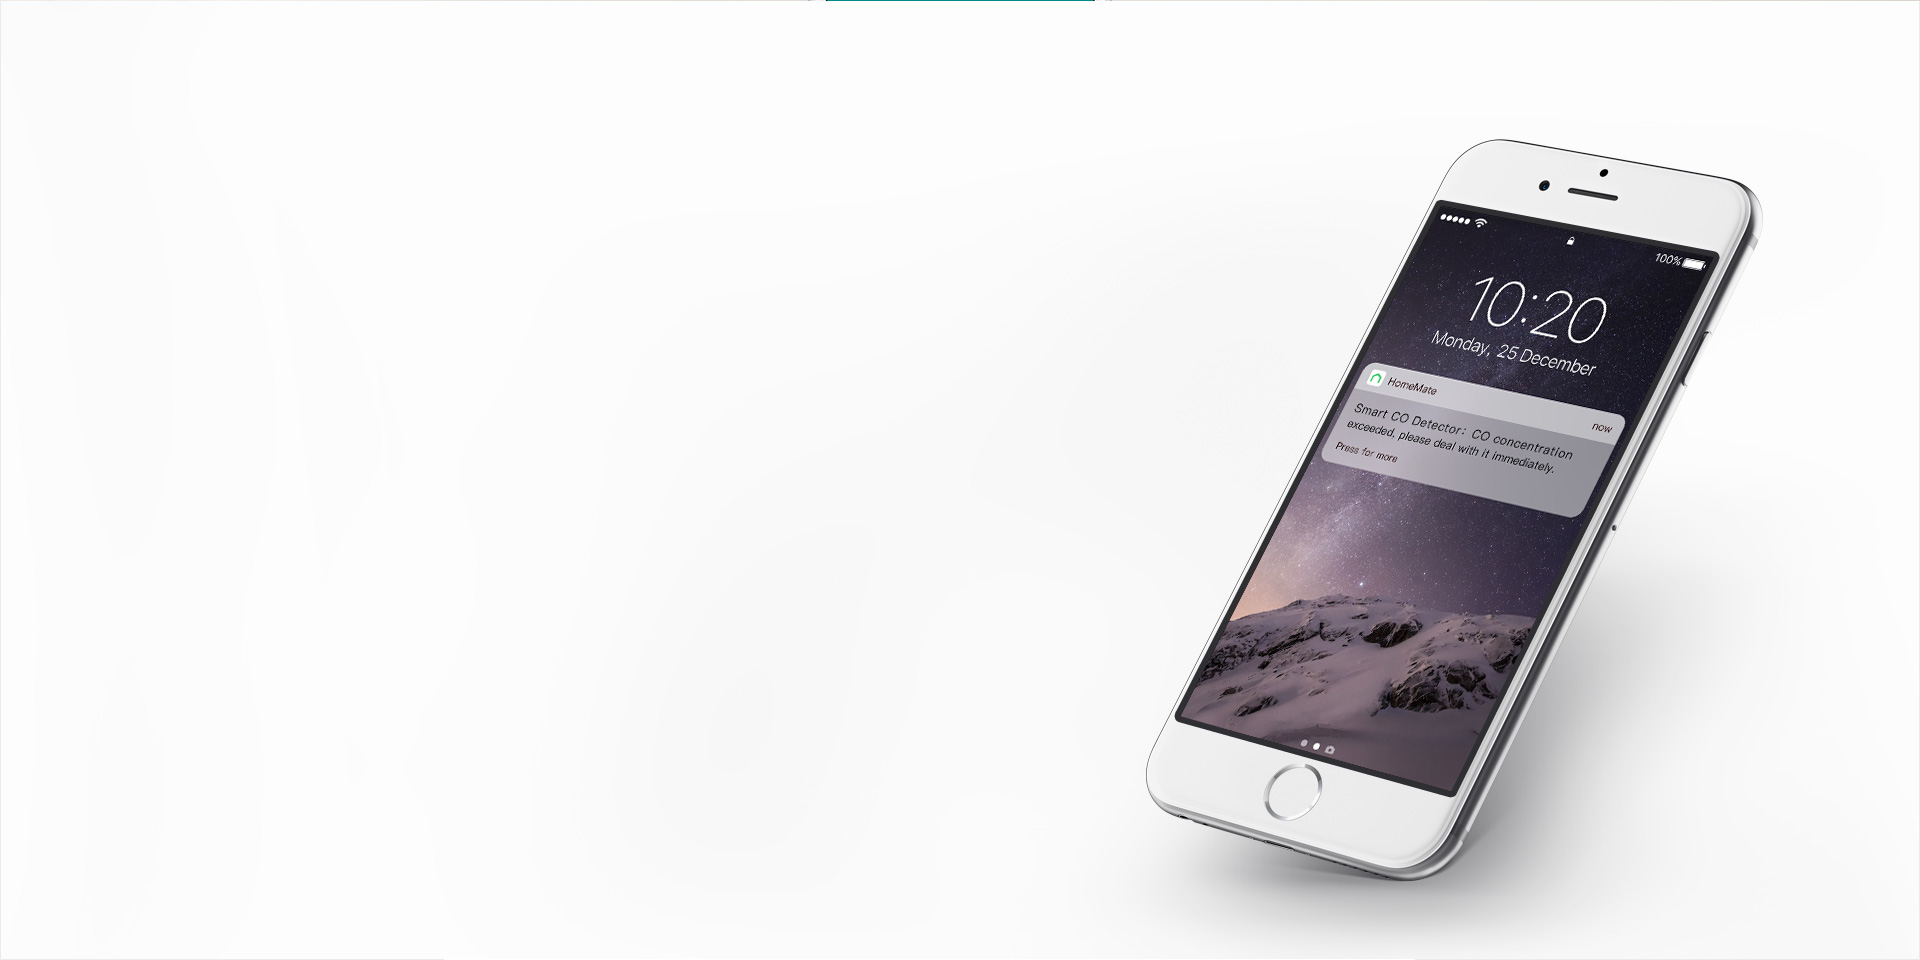 100%
10:20
Monday, 25 December
HomeMate
now
Smart CO Detector: CO concentration
exceeded, please deal with it immediately.
Press for more